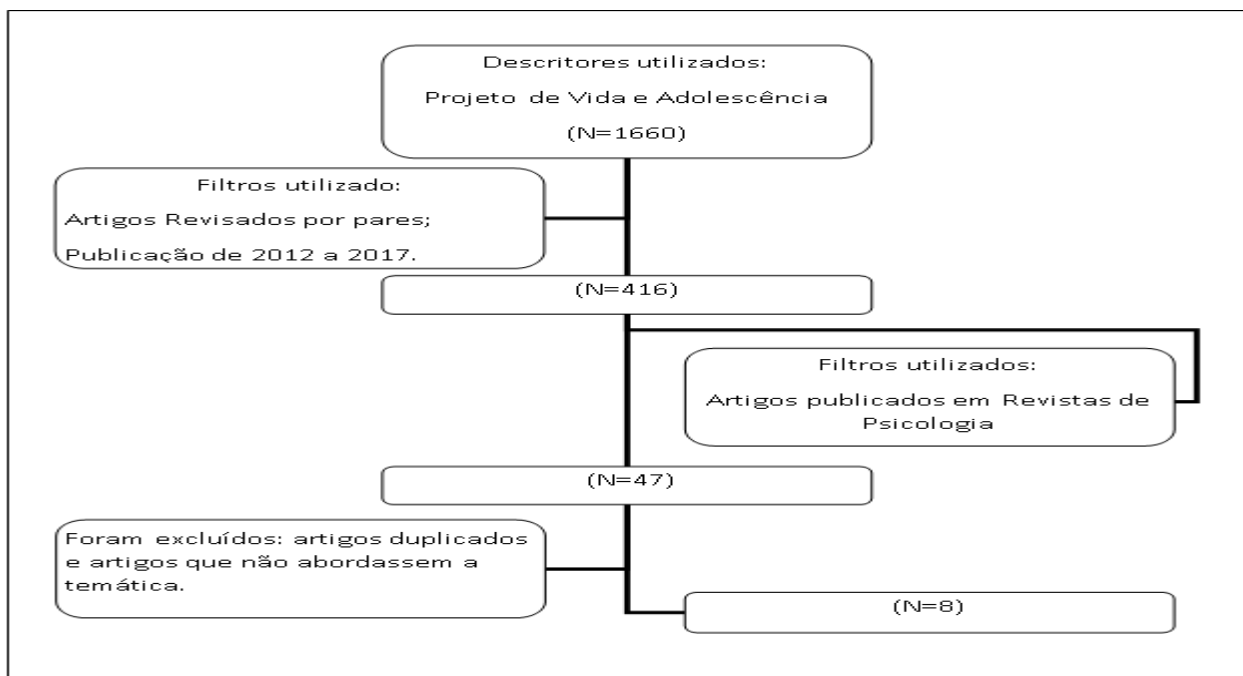 Descritores utilizados:
Projeto de Vida e Adolescência
(N=1660)
Filtros utilizado:
Artigos Revisados por pares;
Publicação de 2012 a 2017.
(N=416)
Filtros utilizados:
Artigos publicados em Revistas de
Psicologia
(N=47)
Foram excluídos: artigos duplicados
e artigos que não abordassem a
temática.
(N=8)